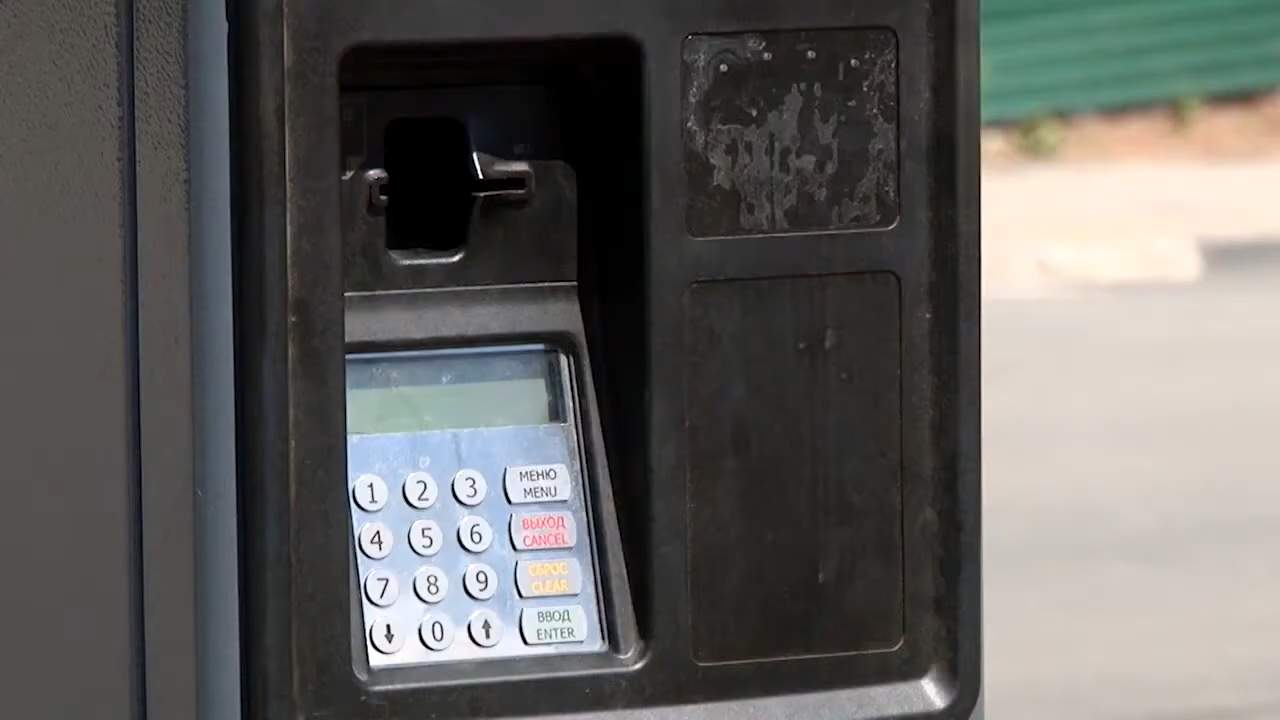 1 2 3 МЕНЮ
MENU
4 5 6 ВЫХОД
CANCEL
7 8 9 СБРОС
CLEAR
0 ВВОД
ENTER